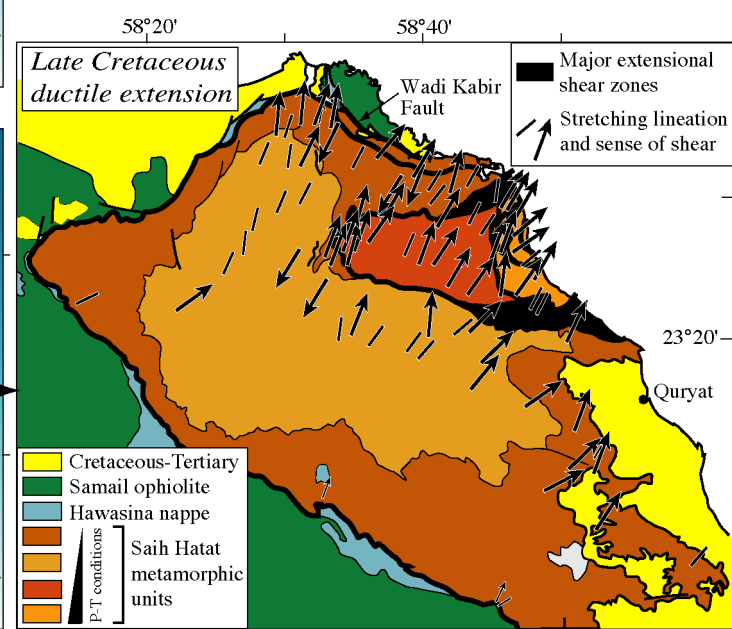 58°20'
58°40'
Late Cretaceous
ductile extension
Wadi Kabir
Fault
Major extensional
shear zones
Stretching lineation
and sense of shear
23°20'
Quryat
Cretaceous-Tertiary
Samail ophiolite
Hawasina nappe
P-T conditions
Saih Hatat
metamorphic
units